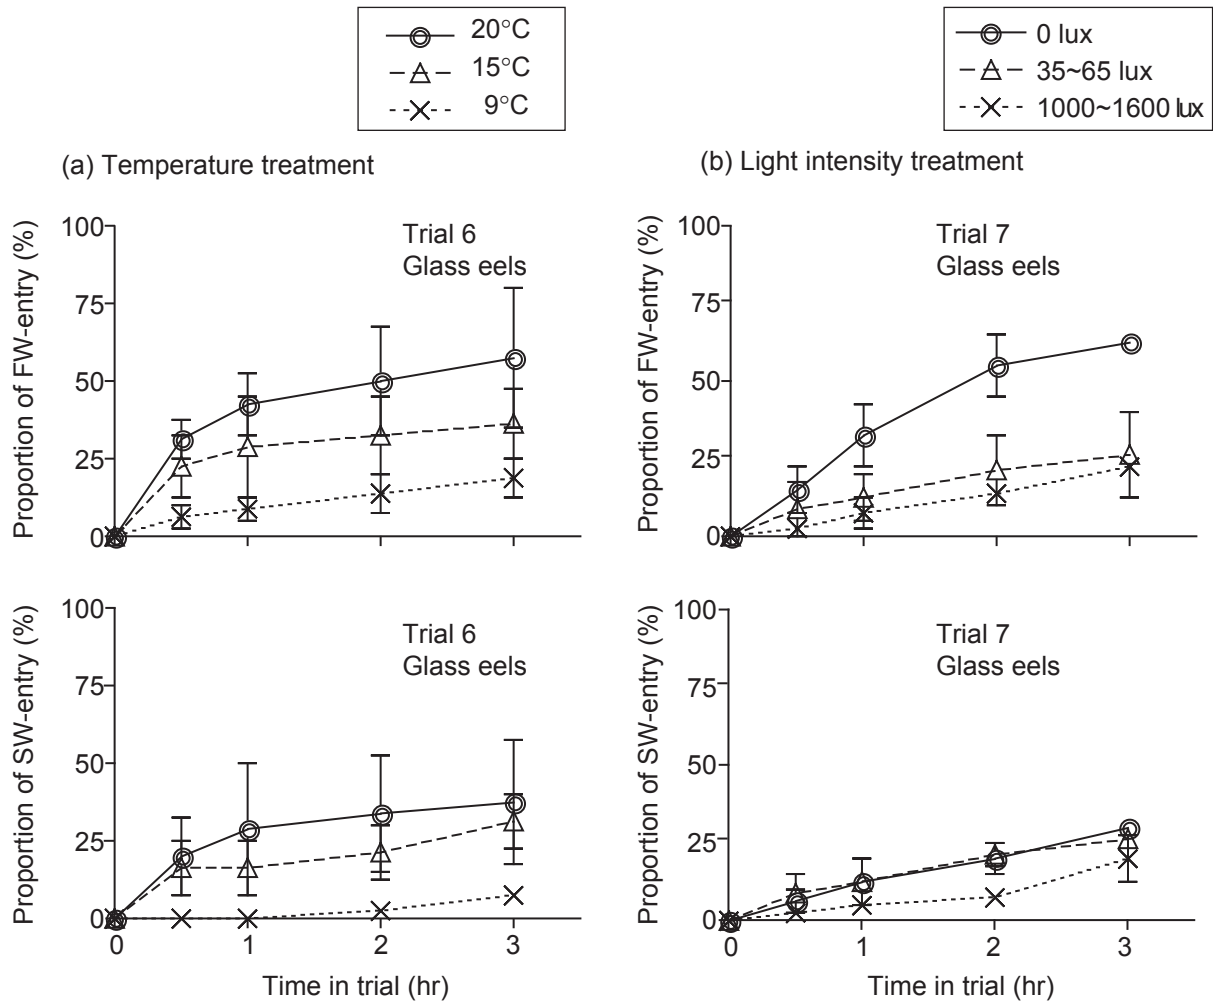 20°C
15°C
9°C
0 lux
35~65 lux
1000~1600 lux
(a) Temperature treatment
(b) Light intensity treatment
Proportion of FW-entry (%)
100
75
50
25
0
Trial 6
Glass eels
Proportion of FW-entry (%)
100
75
50
25
0
Trial 7
Glass eels
Proportion of SW-entry (%)
100
75
50
25
0
Trial 6
Glass eels
0 1 2 3
Time in trial (hr)
Proportion of SW-entry (%)
100
75
50
25
0
Trial 7
Glass eels
0 1 2 3
Time in trial (hr)